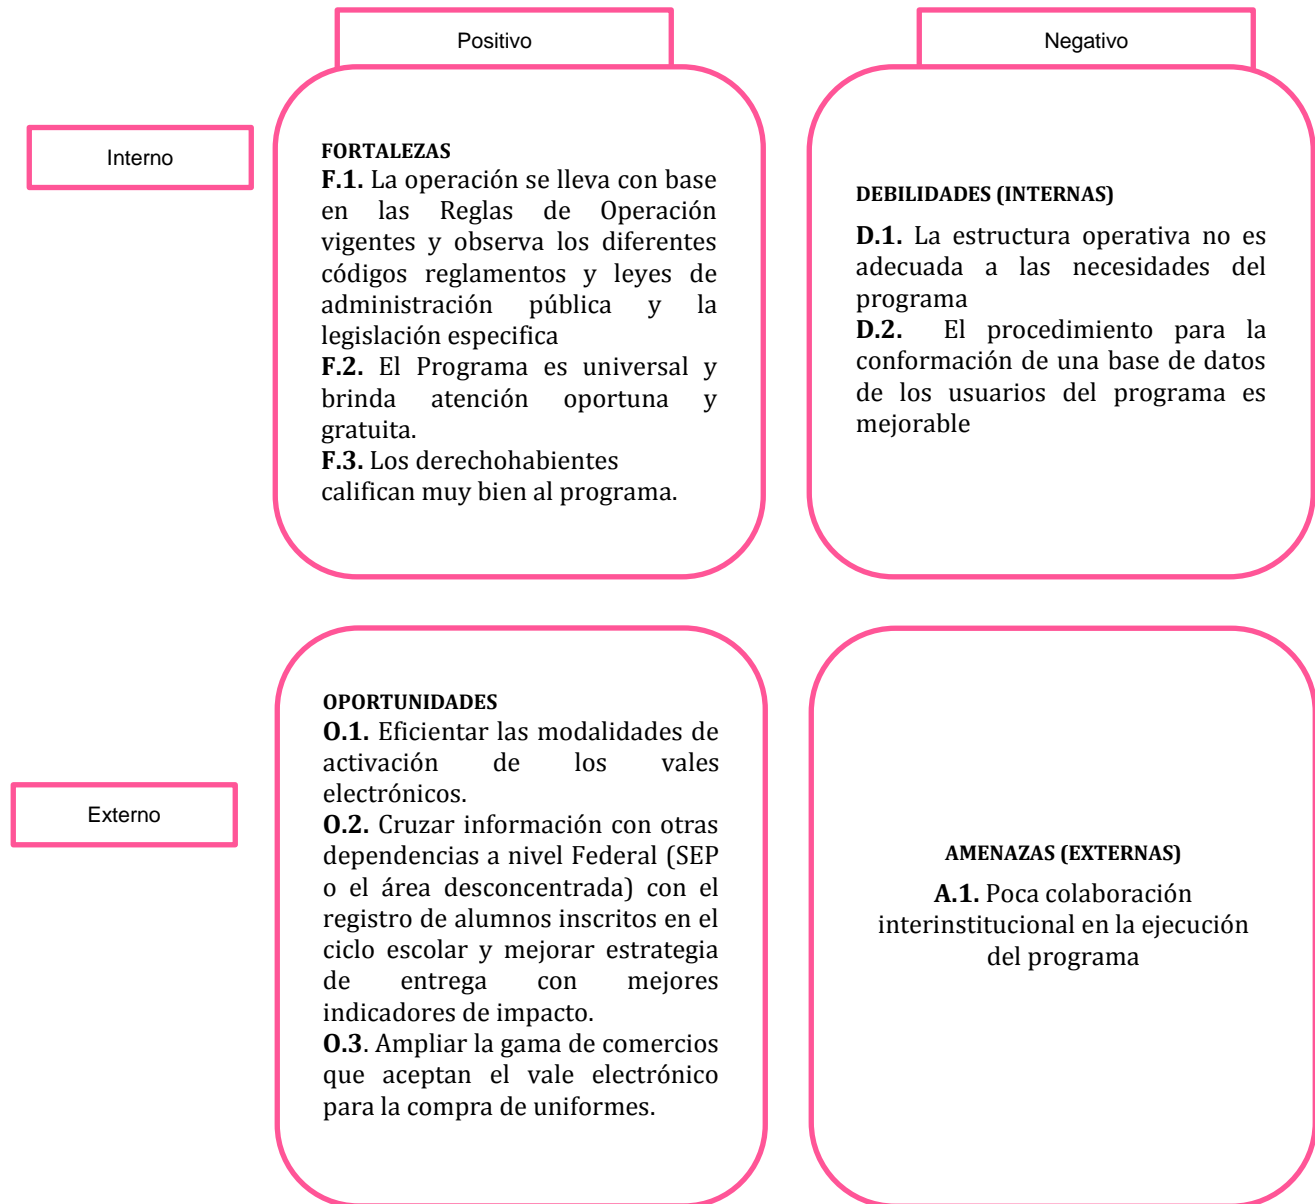 Positivo
Negativo
Interno
FORTALEZAS
F.1. La operación se lleva con base
en las Reglas de Operación
vigentes y observa los diferentes
códigos reglamentos y leyes de
administración pública y la
legislación especifica
F.2. El Programa es universal y
brinda atención oportuna y
gratuita.
F.3. Los derechohabientes
califican muy bien al programa.
DEBILIDADES (INTERNAS)
D.1. La estructura operativa no es
adecuada a las necesidades del
programa
D.2. El procedimiento para la
conformación de una base de datos
de los usuarios del programa es
mejorable
Externo
OPORTUNIDADES
O.1. Eficientar las modalidades de
activación de los vales
electrónicos.
O.2. Cruzar información con otras
dependencias a nivel Federal (SEP
o el área desconcentrada) con el
registro de alumnos inscritos en el
ciclo escolar y mejorar estrategia
de entrega con mejores
indicadores de impacto.
O.3. Ampliar la gama de comercios
que aceptan el vale electrónico
para la compra de uniformes.
AMENAZAS (EXTERNAS)
A.1. Poca colaboración
interinstitucional en la ejecución
del programa